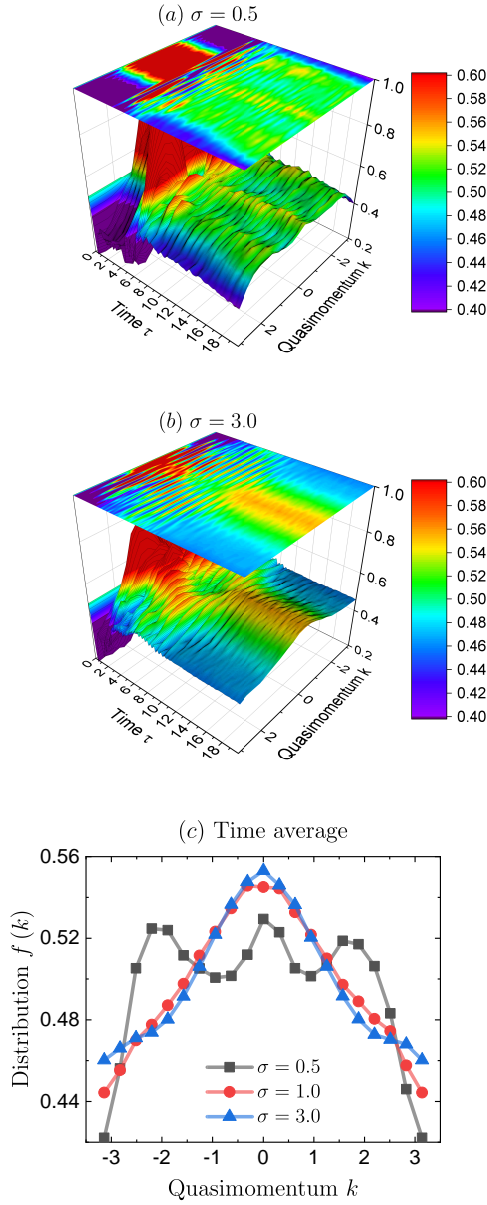 (a) σ = 0.5
1.0
0.8
0.6
0.4
0.2
0 2 4 6 8 10 12 14 16 18
Time τ
2 0 2
Quasimomentum k
0.60
0.58
0.56
0.54
0.52
0.50
0.48
0.46
0.44
0.42
0.40
(b) σ = 3.0
1.0
0.8
0.6
0.4
0.2
0 2 4 6 8 10 12 14 16 18
Time τ
2 0 2
Quasimomentum k
0.60
0.58
0.56
0.54
0.52
0.50
0.48
0.46
0.44
0.42
0.40
(c) Time average
0.56
0.52
0.48
0.44
Distribution f (k)
σ = 0.5
σ = 1.0
σ = 3.0
-3 -2 -1 0 1 2 3
Quasimomentum k